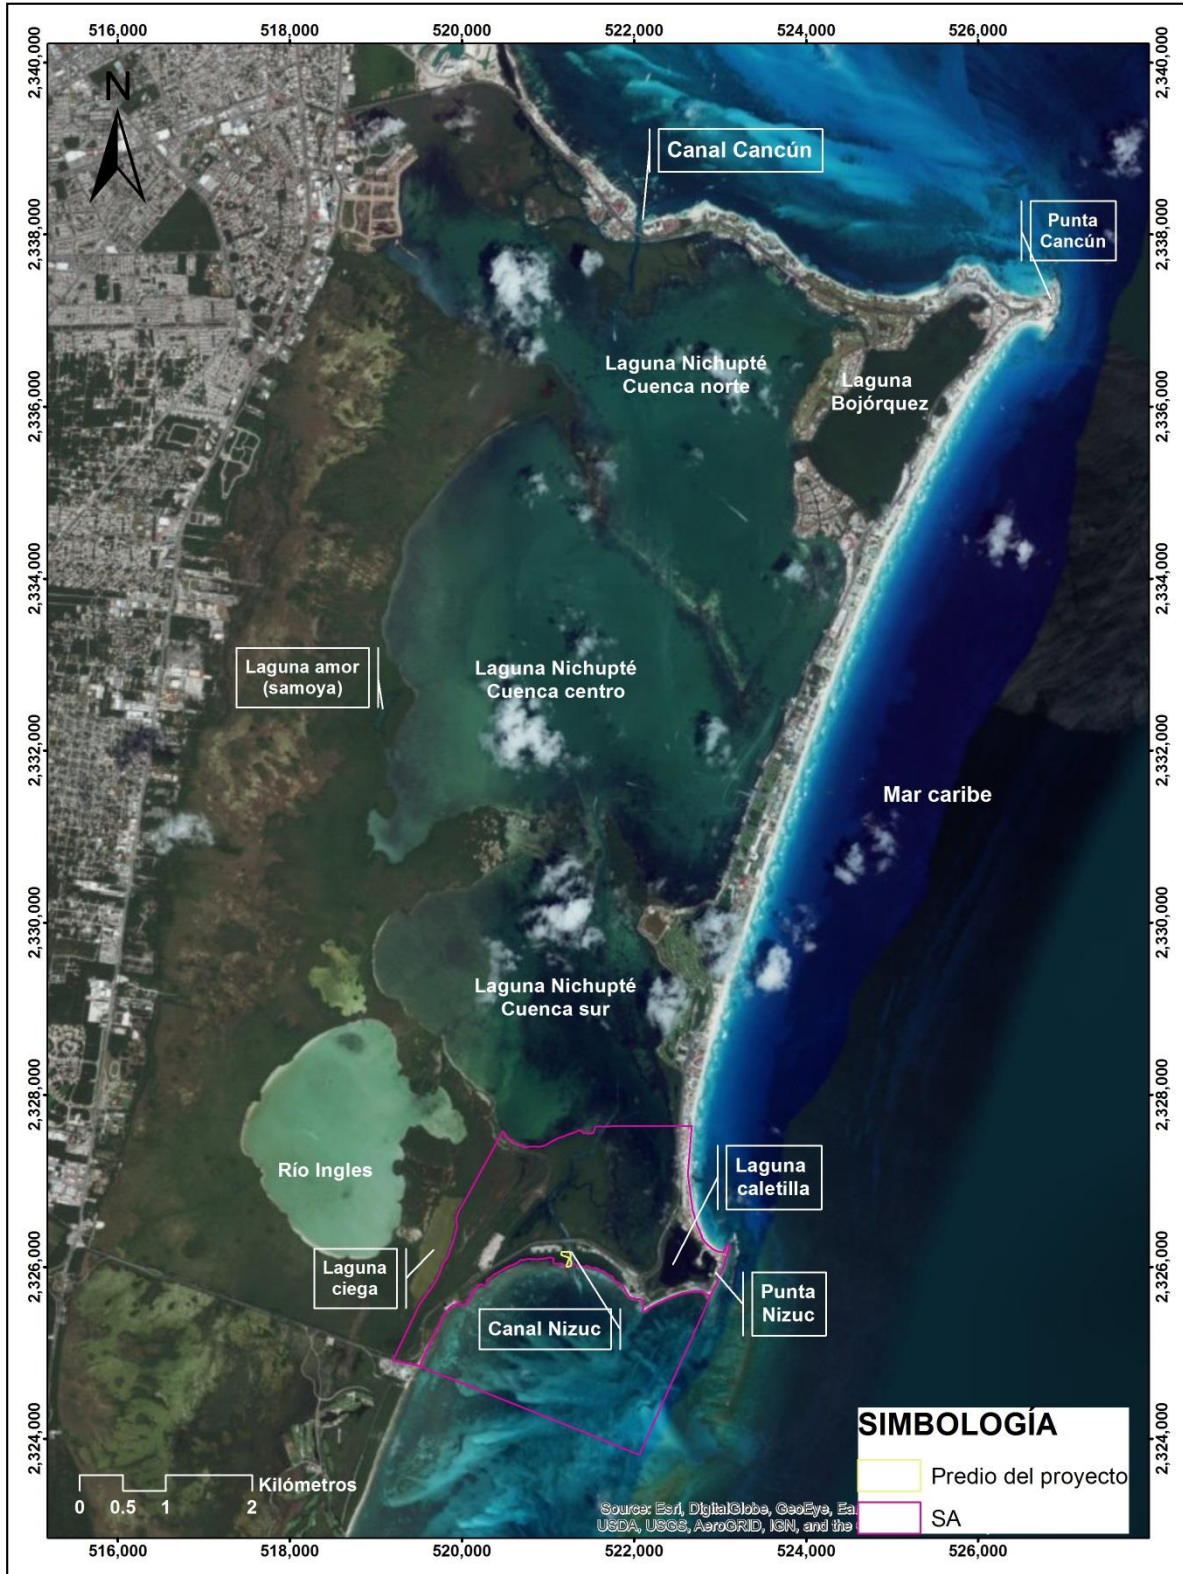 516,000 518,000 520,000 522,000 524,000 526,000
2,340,000
2,340,000
N
Canal Cancún
Punta
Cancún
2,338,000
2,338,000
Laguna Nichupté
Cuenca norte
Laguna
Bojórquez
2,336,000
2,336,000
2,334,000
2,334,000
Laguna amor
(samoya)
Laguna Nichupté
Cuenca centro
2,332,000
2,332,000
Mar caribe
2,330,000
2,330,000
Laguna Nichupté
Cuenca sur
2,328,000
2,328,000
Río Ingles
Laguna
caletilla
Laguna
ciega
2,326,000
2,326,000
Canal Nizuc
Punta
Nizuc
2,324,000
2,324,000
SIMBOLOGÍA
Predio del proyecto
SA
Kilómetros
0 0.5 1 2
Source: Esri, DigitalGlobe, GeoEye, Ea
USDA, USGS, AeroGRID, IGN, and the
516,000 518,000 520,000 522,000 524,000 526,000